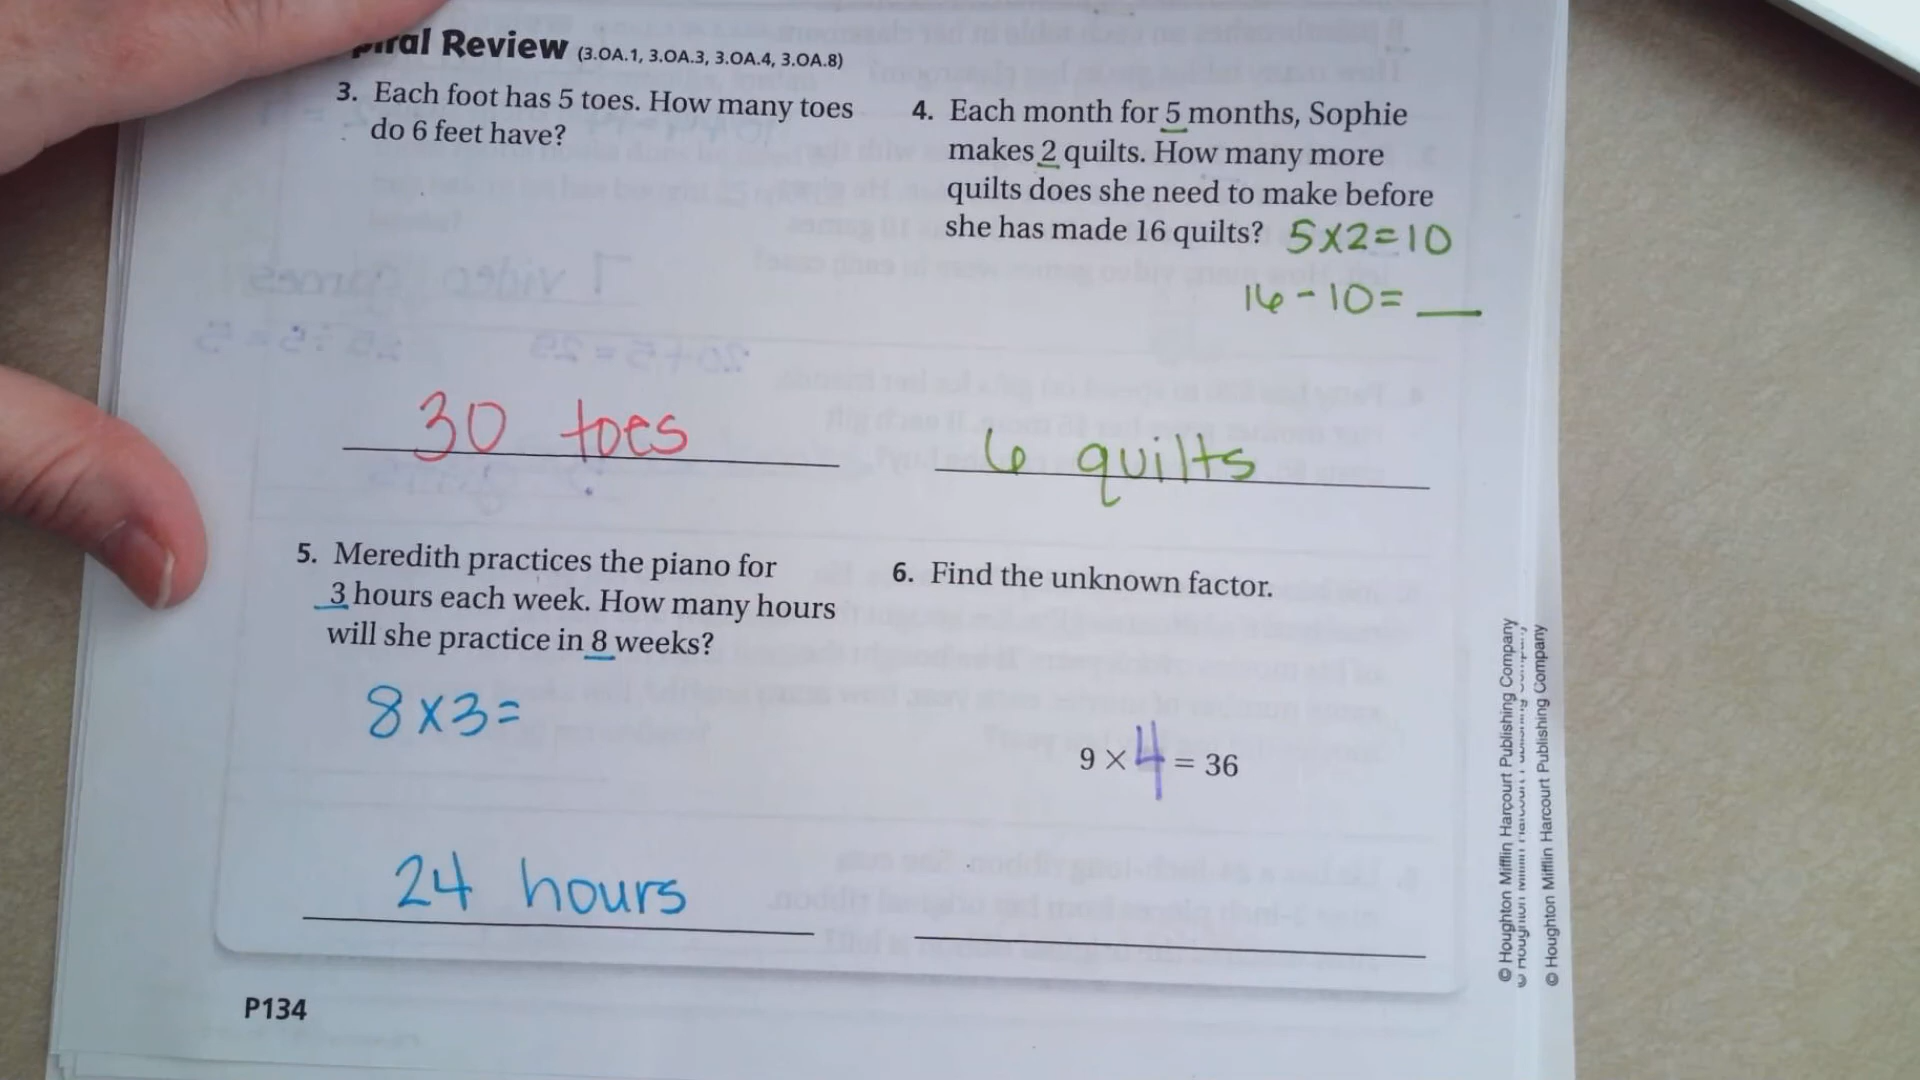 Review (3.OA.1, 3.OA.3, 3.OA.4, 3.OA.8)
3. Each foot has 5 toes. How many toes
do 6 feet have?
30 toes
4. Each month for 5 months, Sophie
makes 2 quilts. How many more
quilts does she need to make before
she has made 16 quilts? 5x2=10
16-10=__
6 quilts
5. Meredith practices the piano for
3 hours each week. How many hours
will she practice in 8 weeks?
8x3=
24 hours
6. Find the unknown factor.
9 × 4 = 36
P134
© Houghton Mifflin Harcourt Publishing Company
© Houghton Mifflin Harcourt Publishing Company